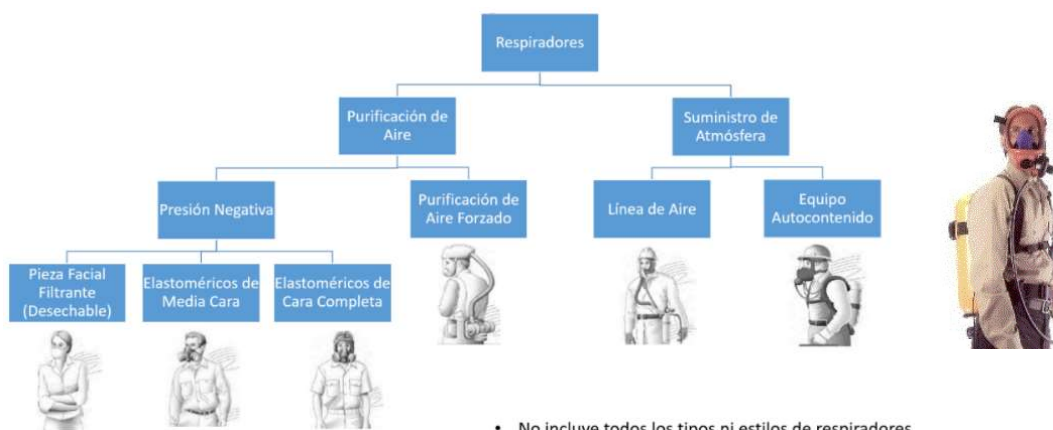 Respiradores
Purificación de
Aire
Suministro de
Atmósfera
Presión Negativa
Purificación de
Aire Forzado
Línea de Aire
Equipo
Autocontenido
Pieza Facial
Filtrante
(Desechable)
Elastoméricos de
Media Cara
Elastoméricos de
Cara Completa
• No incluye todos los tipos ni estilos de respiradores